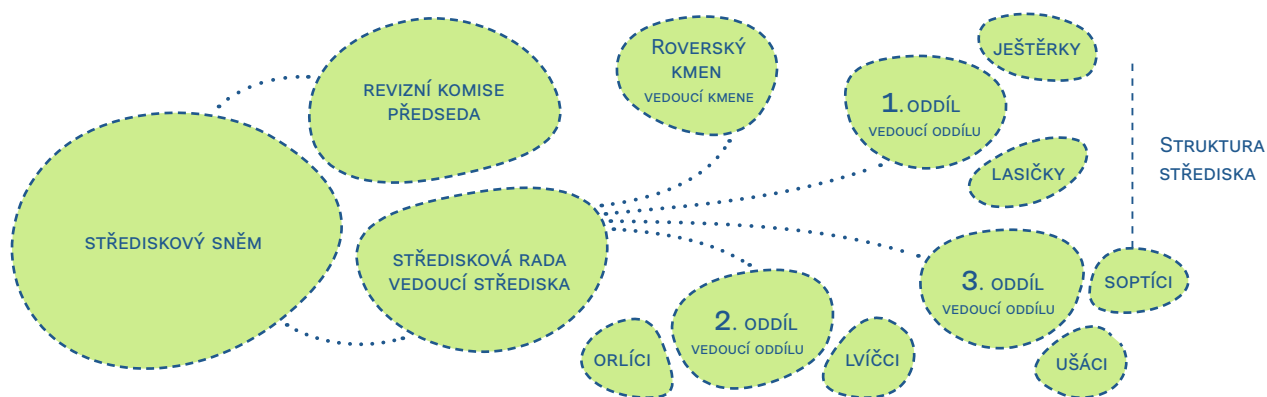 STŘEDISKOVÝ SNĚM
REVIZNÍ KOMISE
PŘEDSEDA
STŘEDISKOVÁ RADA
VEDOUCÍ STŘEDISKA
ROVERSKÝ
KMEN
VEDOUCÍ KMENE
1. ODDÍL
VEDOUCÍ ODDÍLU
JEŠTĚRKY
LASIČKY
2. ODDÍL
VEDOUCÍ ODDÍLU
ORLÍCI
LVÍČCI
3. ODDÍL
VEDOUCÍ ODDÍLU
SOPTÍCI
UŠÁCI
STRUKTURA
STŘEDISKA